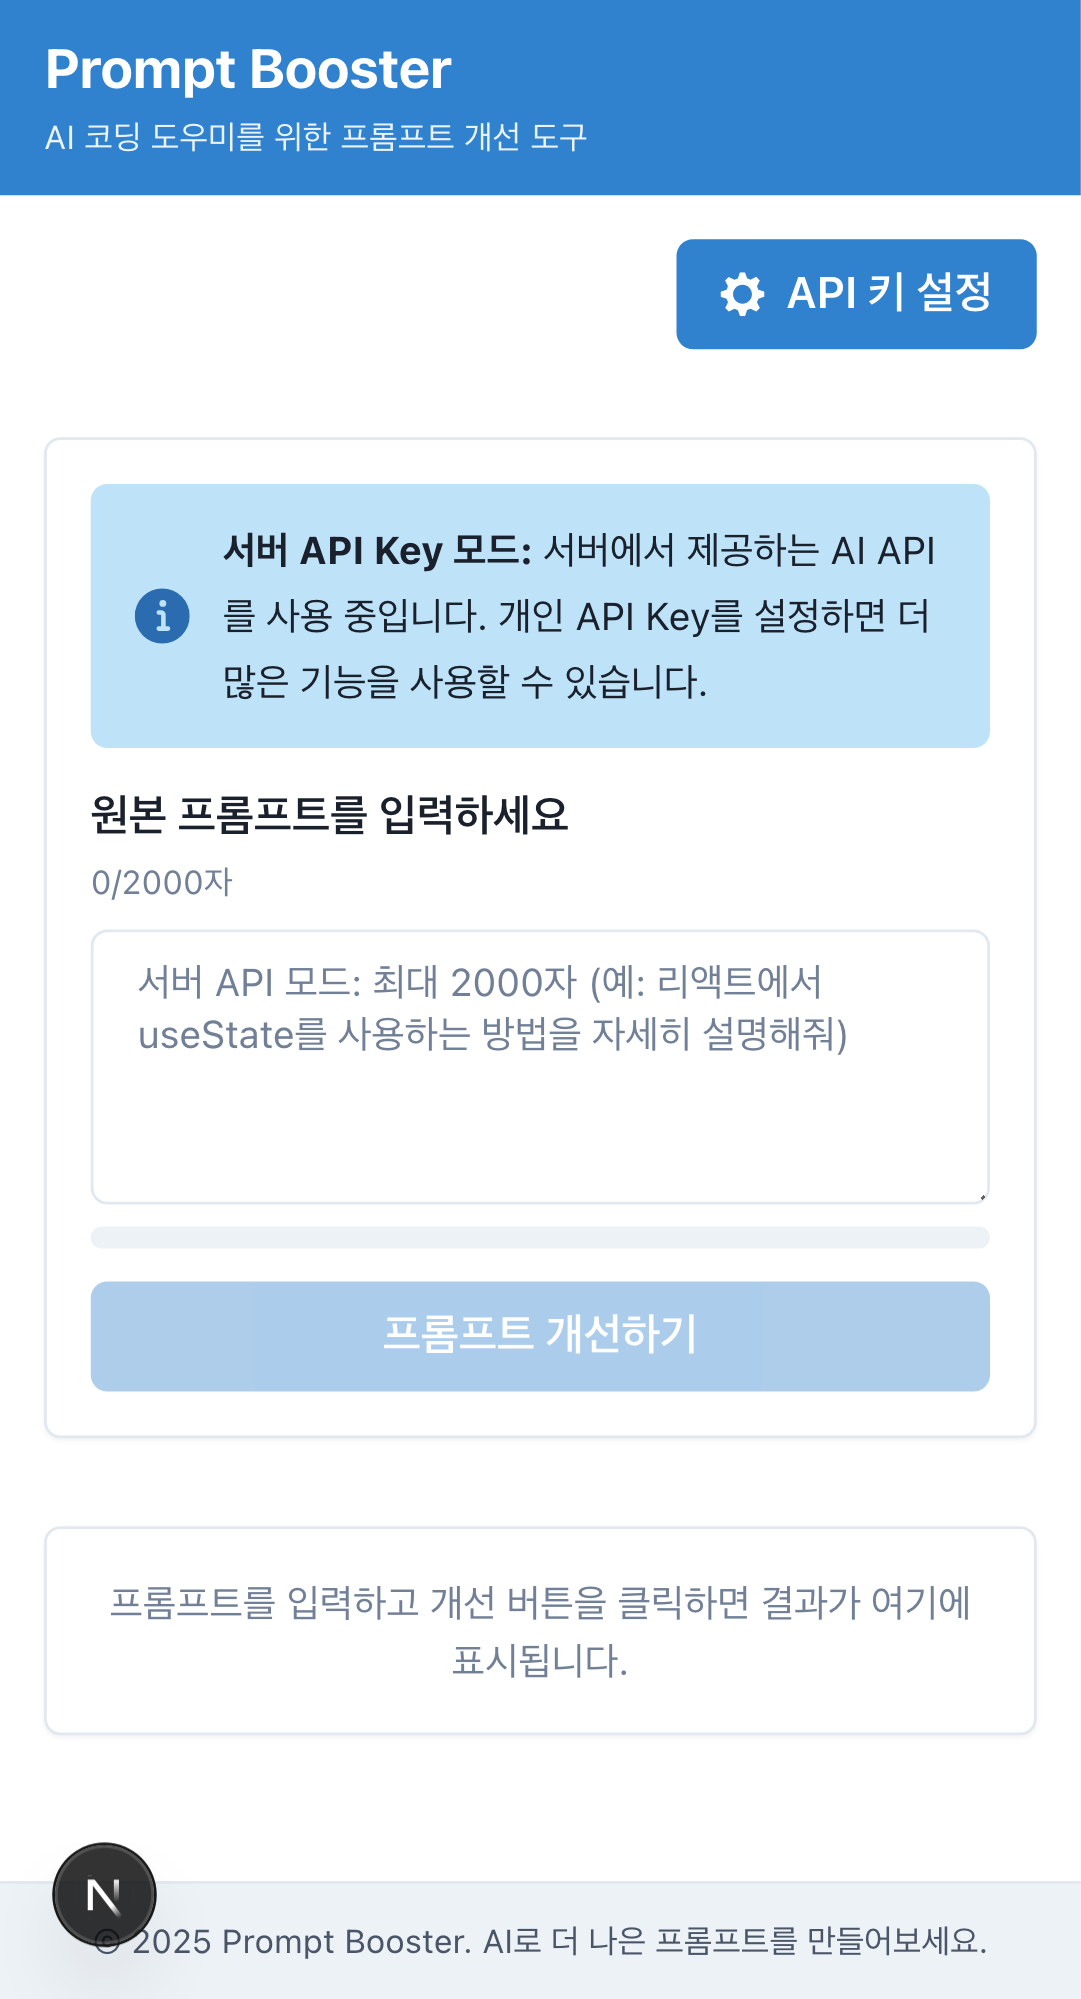 Prompt Booster
AI 코딩 도우미를 위한 프롬프트 개선 도구
API 키 설정
서버 API Key 모드: 서버에서 제공하는 AI API
를 사용 중입니다. 개인 API Key를 설정하면 더
많은 기능을 사용할 수 있습니다.
원본 프롬프트를 입력하세요
0/2000자
서버 API 모드: 최대 2000자 (예: 리액트에서
useState를 사용하는 방법을 자세히 설명해줘)
프롬프트 개선하기
프롬프트를 입력하고 개선 버튼을 클릭하면 결과가 여기에
표시됩니다.
N
© 2025 Prompt Booster. AI로 더 나은 프롬프트를 만들어보세요.